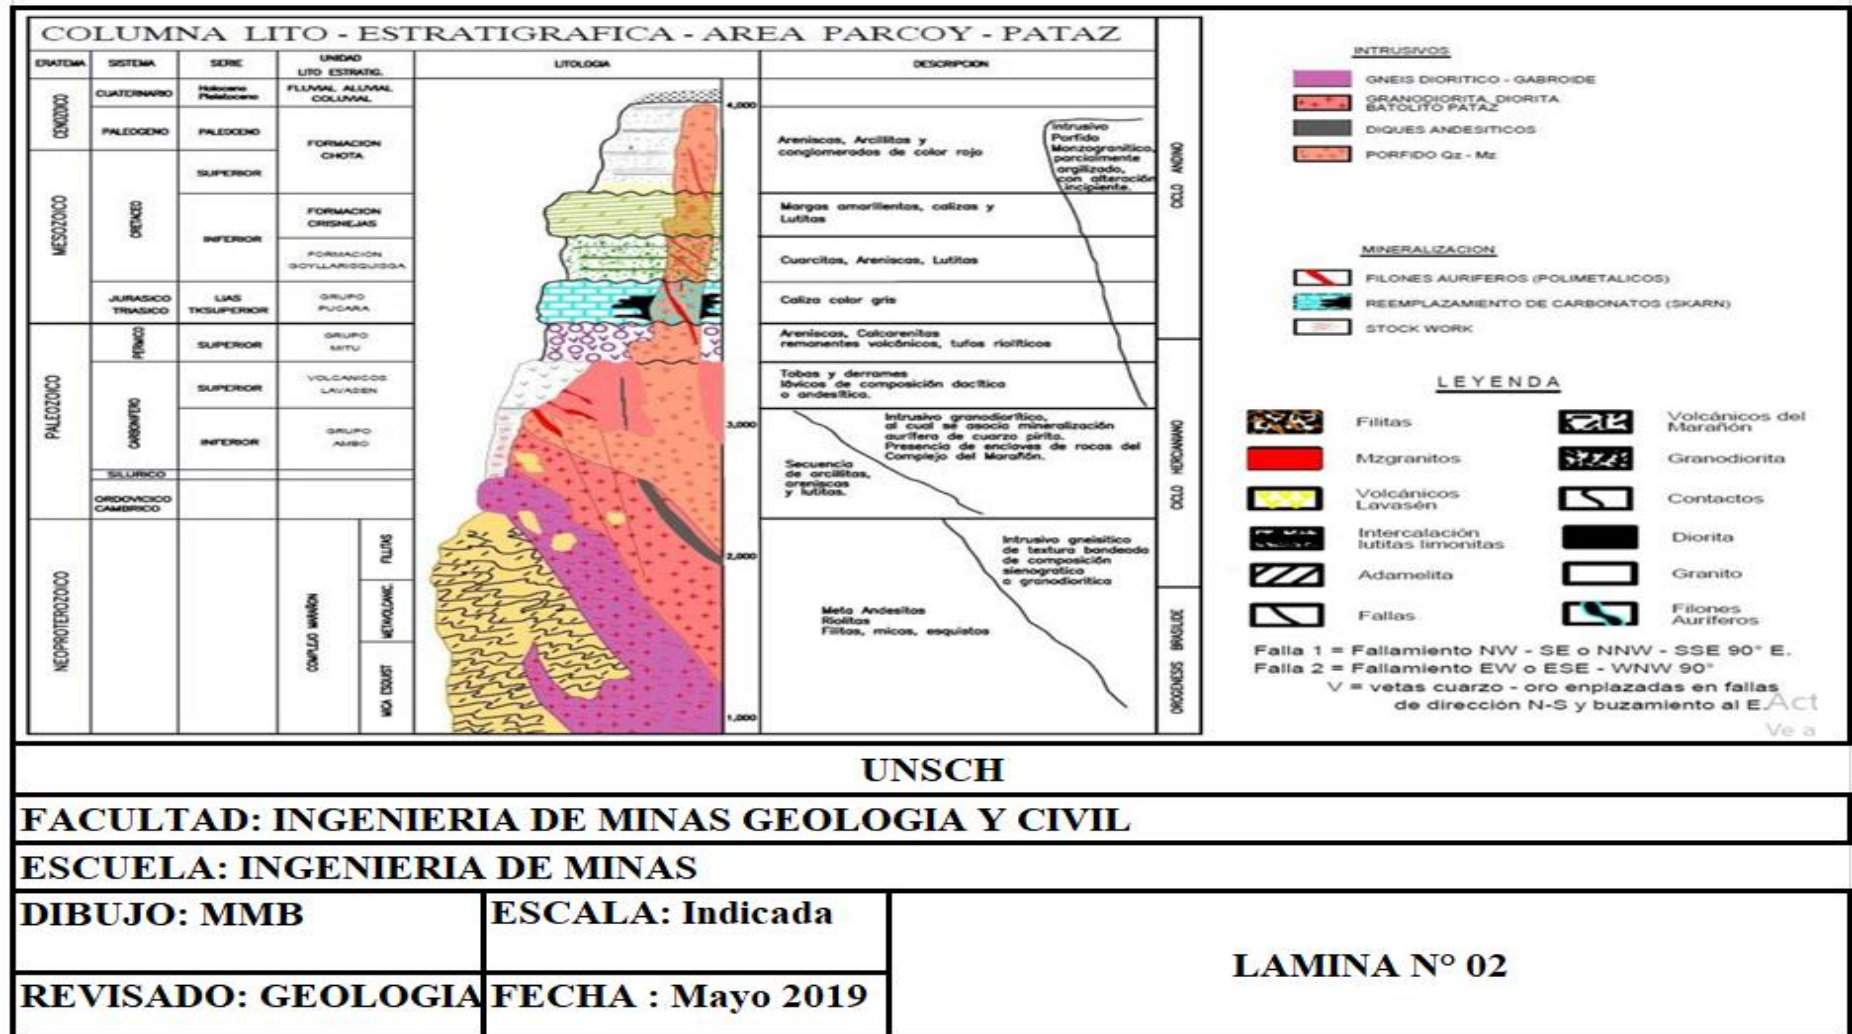 COLUMNA LITO - ESTRATIGRAFICA - AREA PARCOY - PATAZ
ERATEMA
SISTEMA
SERIE
UNIDAD
LITO ESTRATIG.
LITOLOGIA
DESCRIPCION
CENOZOICO
MESOZOICO
PALEOZOICO
NEOPROTEROZOICO
CUATERNARIO
PALEOGENO
CRETACEO
JURASICO
TRIASICO
PERMICO
CARBONIFERO
SILURICO
ORDOVICICO
CAMBRICO
Holoceno
Pleistoceno
PALEOCENO
SUPERIOR
INFERIOR
LIAS
TKSUPERIOR
SUPERIOR
SUPERIOR
INFERIOR
FLUVIAL ALUVIAL
COLUVIAL
FORMACION
CHOTA
FORMACION
CRISNEJAS
FORMACION
GOYLLARISQUISGA
GRUPO
PUCARA
GRUPO
MITU
VOLCANICOS
LAVASEN
GRUPO
AMBO
COMPLEJO MARAÑON
FILLITAS
METAVOLCANIC.
MICA ESQUIST
4,000
3,000
2,000
1,000
Areniscas, Arcillitas y
conglomerados de color rojo
Intrusivo
Porfido
Monzogranitico,
parcialmente
argilizado,
con alteración
incipiente.
Margas amarillentas, calizas y
Lutitas
Cuarcitas, Areniscas, Lutitas
Caliza color gris
Areniscas, Calcarenitas
remanentes volcánicos, tufos riolíticos
Tobas y derrames
lávicos de composición dacítica
o andesítica.
Intrusivo granodiorítico,
al cual se asocia mineralización
aurífera de cuarzo pirita.
Presencia de enclaves de rocas del
Complejo del Marañón.
Secuencia
de arcillitas,
areniscas
y lutitas.
Intrusivo gneisitico
de textura bandeada
de composición
sienogratica
o granodioritica
Meta Andesitas
Riolitas
Filitas, micas, esquistos
CICLO ANDINO
CICLO HERCINIANO
OROGENESIS BRASILIDE
INTRUSIVOS
GNEIS DIORITICO - GABROIDE
GRANODIORITA, DIORITA
BATOLITO PATAZ
DIQUES ANDESITICOS
PORFIDO Qz - Mz
MINERALIZACION
FILONES AURIFEROS (POLIMETALICOS)
REEMPLAZAMIENTO DE CARBONATOS (SKARN)
STOCK WORK
LEYENDA
Filitas
Volcánicos del
Marañón
Mzgranitos
Granodiorita
Volcánicos
Lavasén
Contactos
Intercalación
lutitas limonitas
Diorita
Adamelita
Granito
Fallas
Filones
Auríferos
Falla 1 = Fallamiento NW - SE o NNW - SSE 90° E.
Falla 2 = Fallamiento EW o ESE - WNW 90°
V = vetas cuarzo - oro enplazadas en fallas
de dirección N-S y buzamiento al E.
Act
Ve a
UNSCH
FACULTAD: INGENIERIA DE MINAS GEOLOGIA Y CIVIL
ESCUELA: INGENIERIA DE MINAS
DIBUJO: MMB
ESCALA: Indicada
LAMINA N° 02
REVISADO: GEOLOGIA
FECHA : Mayo 2019